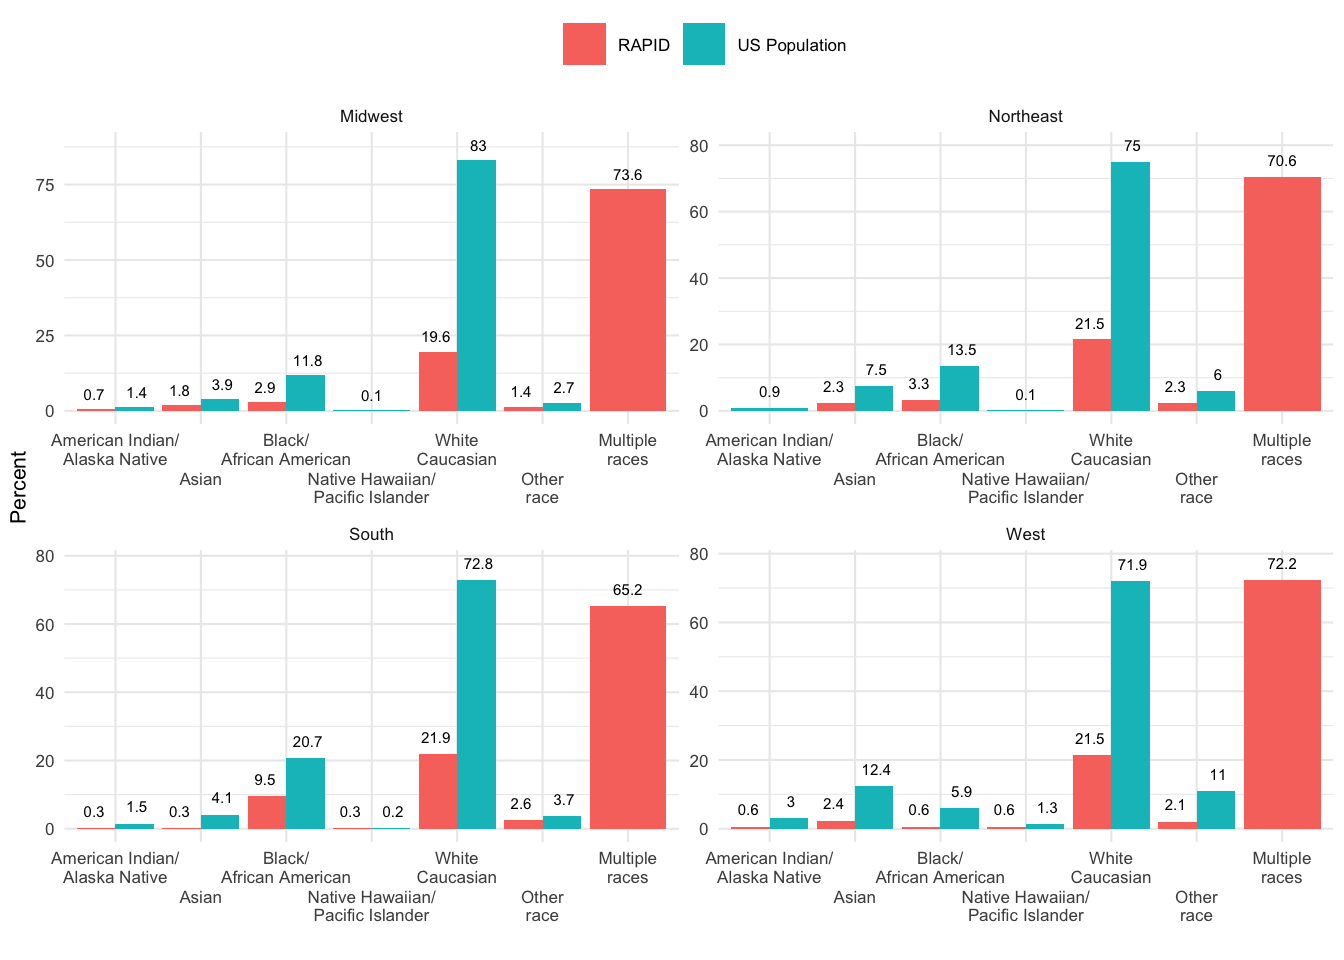 RAPID US Population
Midwest
75
50
25
0
83
73.6
19.6
11.8
0.7 1.4 1.8 3.9 2.9 0.1 1.4 2.7
American Indian/ Black/ White Multiple
Alaska Native African American Caucasian races
Asian Native Hawaiian/ Other
Pacific Islander race
Northeast
80
60
40
20
0
75
70.6
21.5
13.5
0.9 2.3 7.5 3.3 0.1 2.3 6
American Indian/ Black/ White Multiple
Alaska Native African American Caucasian races
Asian Native Hawaiian/ Other
Pacific Islander race
Percent
South
80
60
40
20
0
72.8
65.2
21.9
20.7
9.5
0.3 1.5 0.3 4.1 0.3 0.2 2.6 3.7
American Indian/ Black/ White Multiple
Alaska Native African American Caucasian races
Asian Native Hawaiian/ Other
Pacific Islander race
West
80
60
40
20
0
71.9 72.2
21.5
12.4
11
0.6 3 2.4 0.6 5.9 0.6 1.3 2.1
American Indian/ Black/ White Multiple
Alaska Native African American Caucasian races
Asian Native Hawaiian/ Other
Pacific Islander race